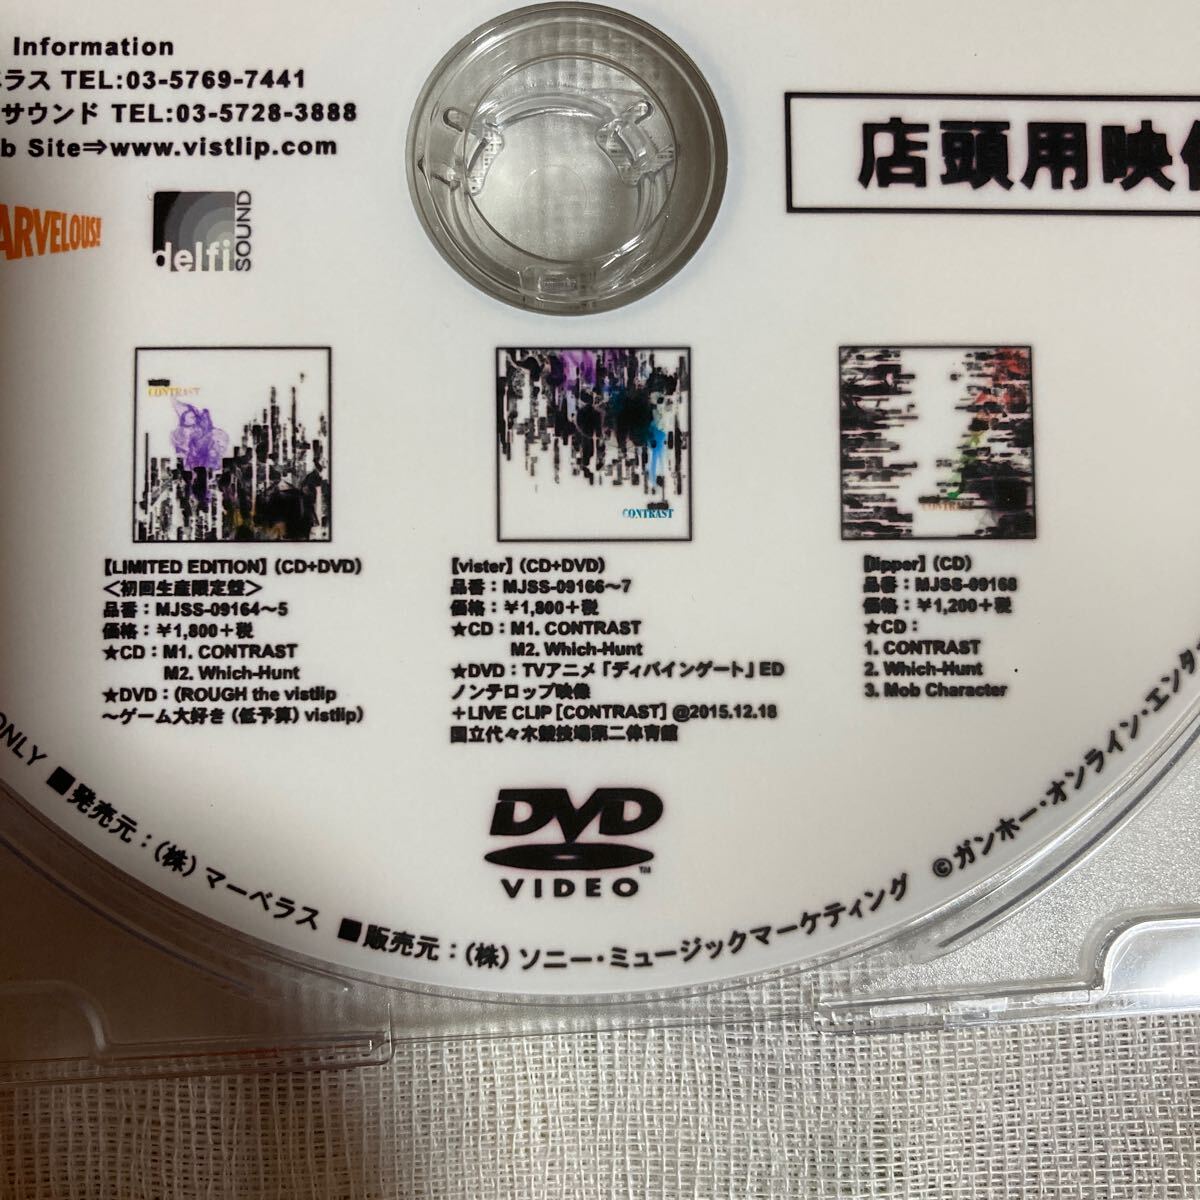 Information
ベラス TEL:03-5769-7441
サウンド TEL:03-5728-3888
b Site⇒www.vistlip.com
ARVELOUS!
delfi
SOUND
店頭用映像
CONTRAST
CONTRAST
CONTRAST
【LIMITED EDITION】(CD+DVD)
<初回生産限定盤>
品番：MJSS-09164～5
価格：￥1,800＋税
★CD：M1. CONTRAST
M2. Which-Hunt
★DVD：(ROUGH the vistlip
～ゲーム大好き（低予算）vistlip)
【vister】(CD+DVD)
品番：MJSS-09166～7
価格：￥1,800＋税
★CD：M1. CONTRAST
M2. Which-Hunt
★DVD：TVアニメ「ディバインゲート」ED
ノンテロップ映像
＋LIVE CLIP [CONTRAST] @2015.12.18
国立代々木競技場第二体育館
【lipper】(CD)
品番：MJSS-09168
価格：￥1,200＋税
★CD：
1. CONTRAST
2. Which-Hunt
3. Mob Character
DVD
VIDEO™
ONLY ■発売元：(株) マーベラス ■販売元：(株) ソニー・ミュージックマーケティング ©ガンホー・オンライン・エンター